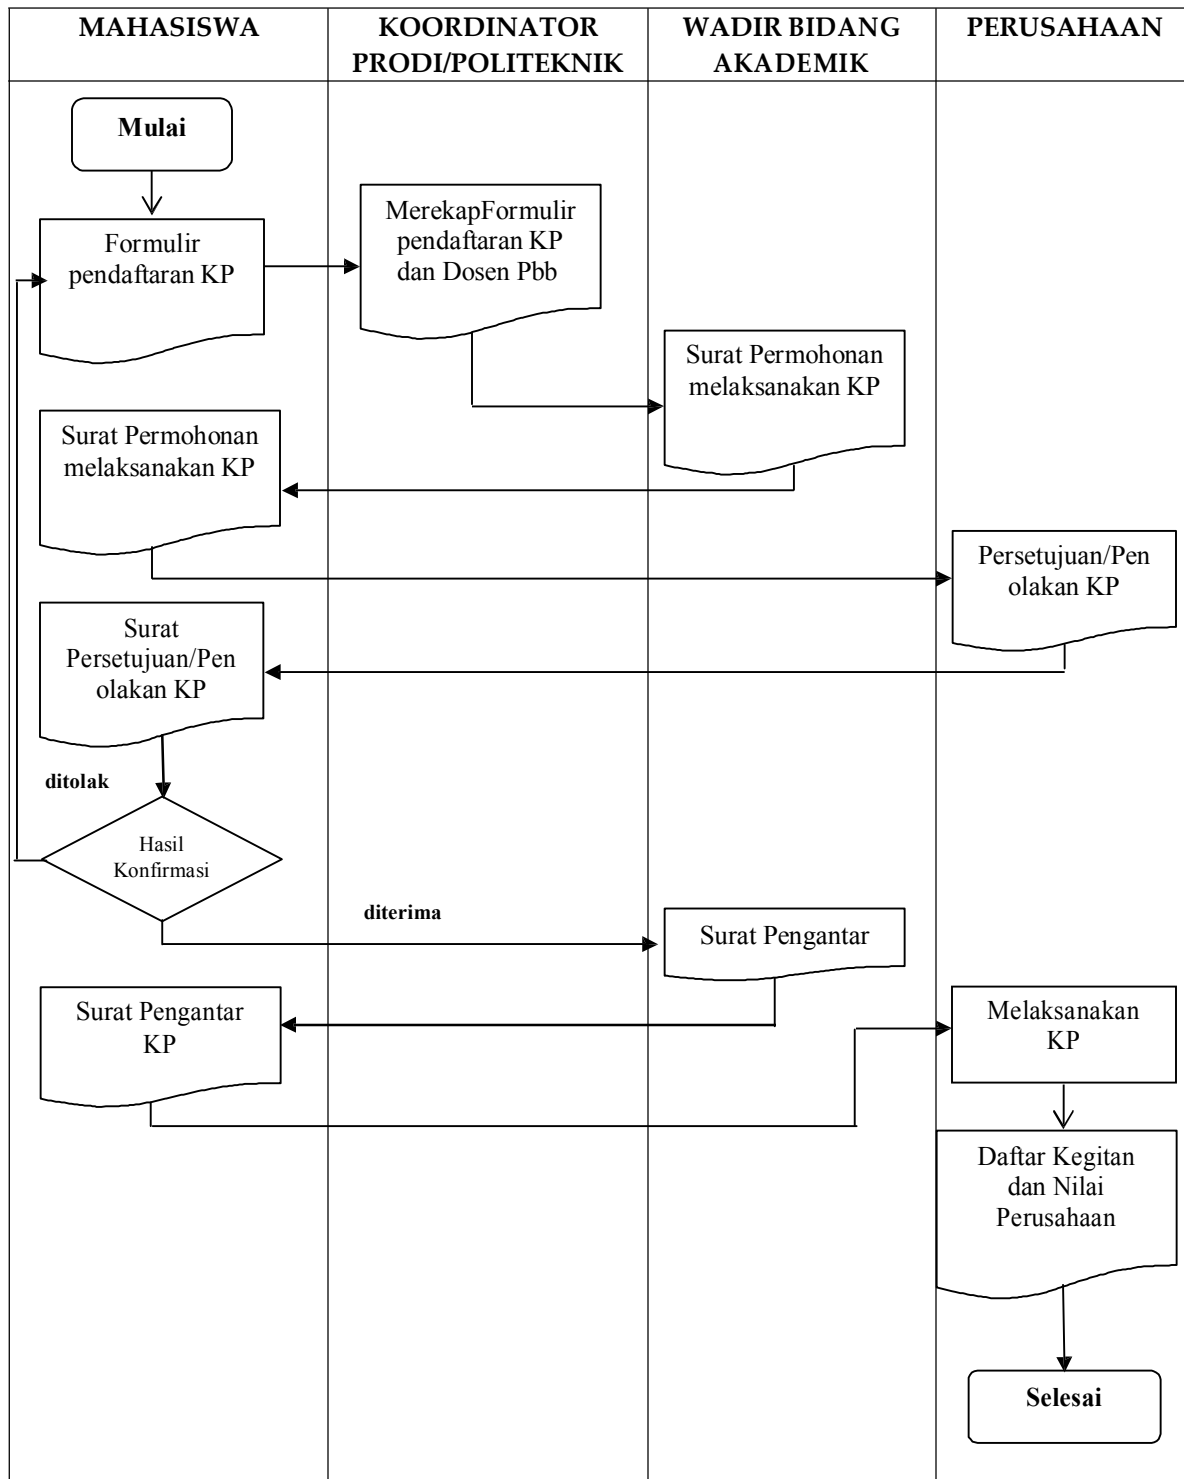 MAHASISWA
KOORDINATOR
PRODI/POLITEKNIK
WADIR BIDANG
AKADEMIK
PERUSAHAAN
Mulai
Formulir
pendaftaran KP
MerekapFormulir
pendaftaran KP
dan Dosen Pbb
Surat Permohonan
melaksanakan KP
Surat Permohonan
melaksanakan KP
Persetujuan/Pen
olakan KP
Surat
Persetujuan/Pen
olakan KP
ditolak
Hasil
Konfirmasi
diterima
Surat Pengantar
Surat Pengantar
KP
Melaksanakan
KP
Daftar Kegitan
dan Nilai
Perusahaan
Selesai